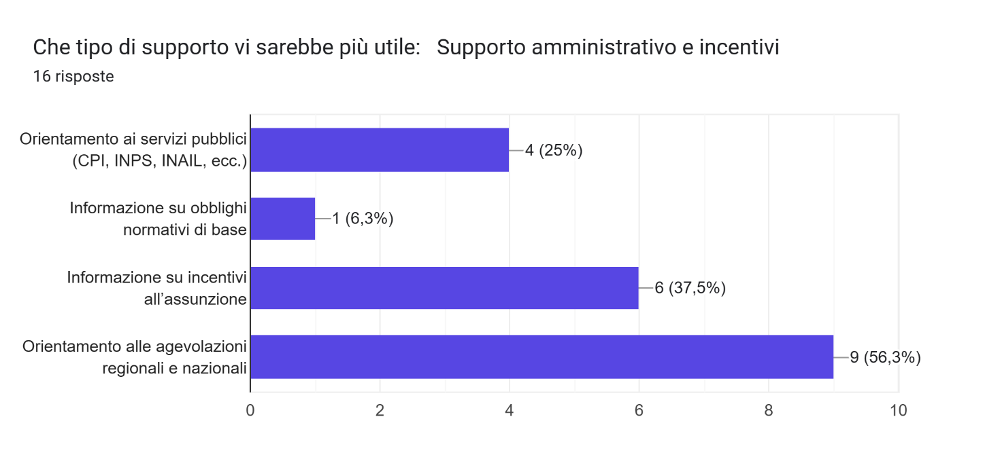 Che tipo di supporto vi sarebbe più utile:   Supporto amministrativo e incentivi
16 risposte
Orientamento ai servizi pubblici
(CPI, INPS, INAIL, ecc.)
4 (25%)
Informazione su obblighi
normativi di base
1 (6,3%)
Informazione su incentivi
all’assunzione
6 (37,5%)
Orientamento alle agevolazioni
regionali e nazionali
9 (56,3%)
0 2 4 6 8 10